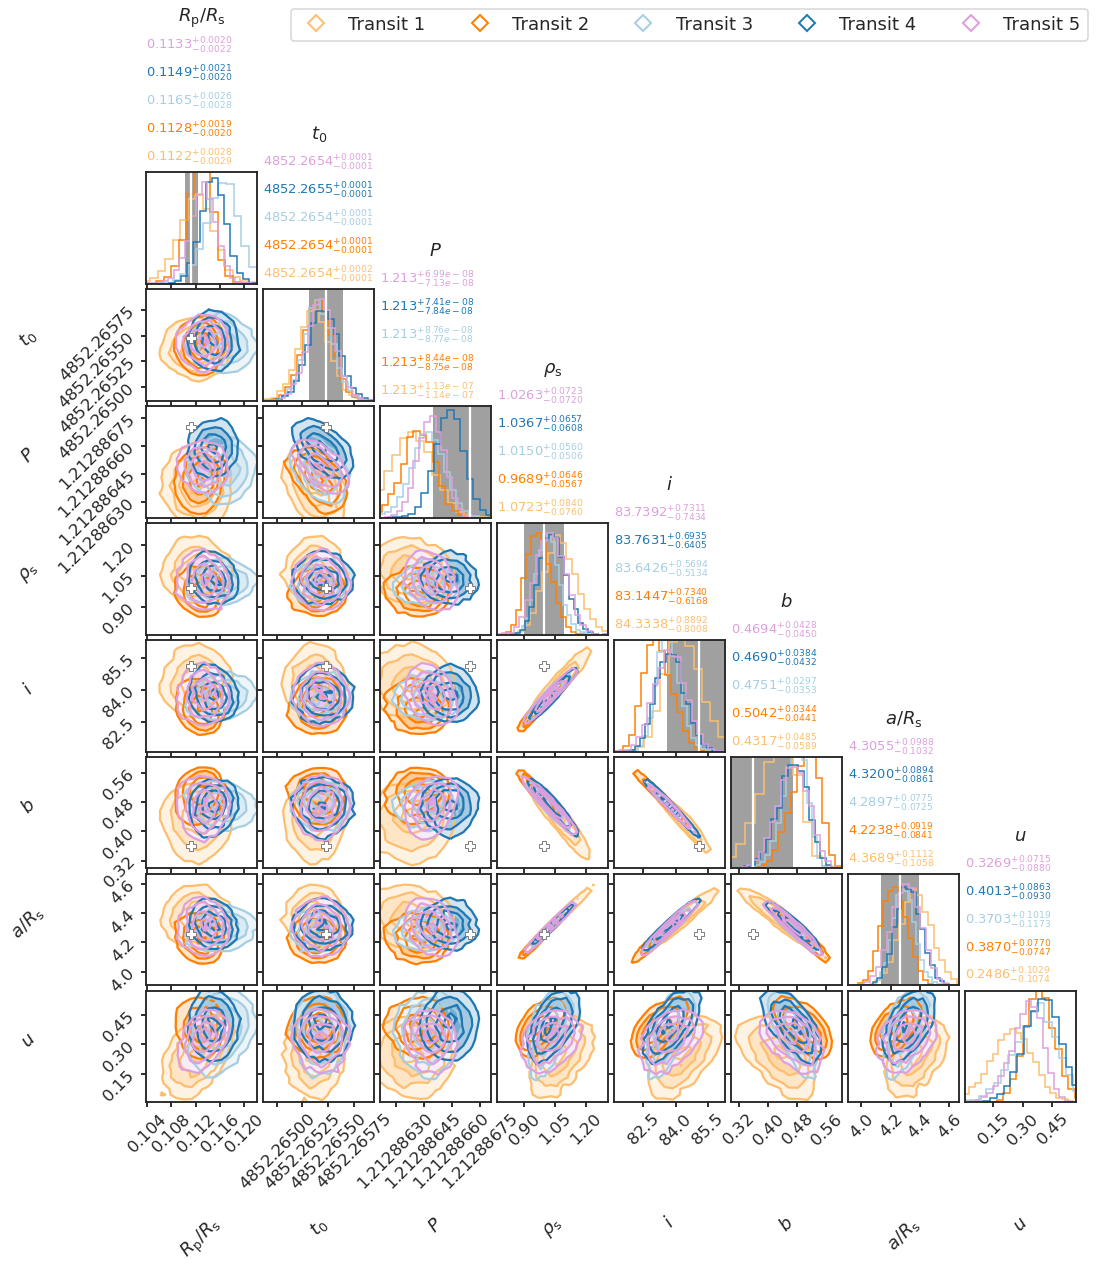 Transit 1 Transit 2 Transit 3 Transit 4 Transit 5
Rp/Rs
0.1133 +0.0020 −0.0022
0.1149 +0.0021 −0.0020
0.1165 +0.0026 −0.0028
0.1128 +0.0019 −0.0020
0.1122 +0.0028 −0.0029
t0
4852.2654 +0.0001 −0.0001
4852.2655 +0.0001 −0.0001
4852.2654 +0.0001 −0.0001
4852.2654 +0.0001 −0.0001
4852.2654 +0.0002 −0.0001
P
1.213 +6.99e−08 −7.13e−08
1.213 +7.41e−08 −7.84e−08
1.213 +8.76e−08 −8.77e−08
1.213 +8.44e−08 −8.75e−08
1.213 +1.13e−07 −1.14e−07
ρs
1.0263 +0.0723 −0.0720
1.0367 +0.0657 −0.0608
1.0150 +0.0560 −0.0506
0.9689 +0.0646 −0.0567
1.0723 +0.0840 −0.0760
i
83.7392 +0.7311 −0.7434
83.7631 +0.6935 −0.6405
83.6426 +0.5694 −0.5134
83.1447 +0.7340 −0.6168
84.3338 +0.8892 −0.8008
b
0.4694 +0.0428 −0.0450
0.4690 +0.0384 −0.0432
0.4751 +0.0297 −0.0353
0.5042 +0.0344 −0.0441
0.4317 +0.0485 −0.0589
a/Rs
4.3055 +0.0988 −0.1032
4.3200 +0.0894 −0.0861
4.2897 +0.0775 −0.0725
4.2238 +0.0919 −0.0841
4.3689 +0.1112 −0.1058
u
0.3269 +0.0715 −0.0880
0.4013 +0.0863 −0.0930
0.3703 +0.1019 −0.1173
0.3870 +0.0770 −0.0747
0.2486 +0.1029 −0.1074
t0
4852.26575
4852.26550
4852.26525
4852.26500
P
1.21288675
1.21288660
1.21288645
1.21288630
ρs
1.20
1.05
0.90
i
85.5
84.0
82.5
b
0.56
0.48
0.40
0.32
a/Rs
4.6
4.4
4.2
4.0
u
0.45
0.30
0.15
0.104 0.108 0.112 0.116 0.120
4852.26500 4852.26525 4852.26550 4852.26575
1.21288630 1.21288645 1.21288660 1.21288675
0.90 1.05 1.20
82.5 84.0 85.5
0.32 0.40 0.48 0.56
4.0 4.2 4.4 4.6
0.15 0.30 0.45
Rp/Rs t0 P ρs i b a/Rs u